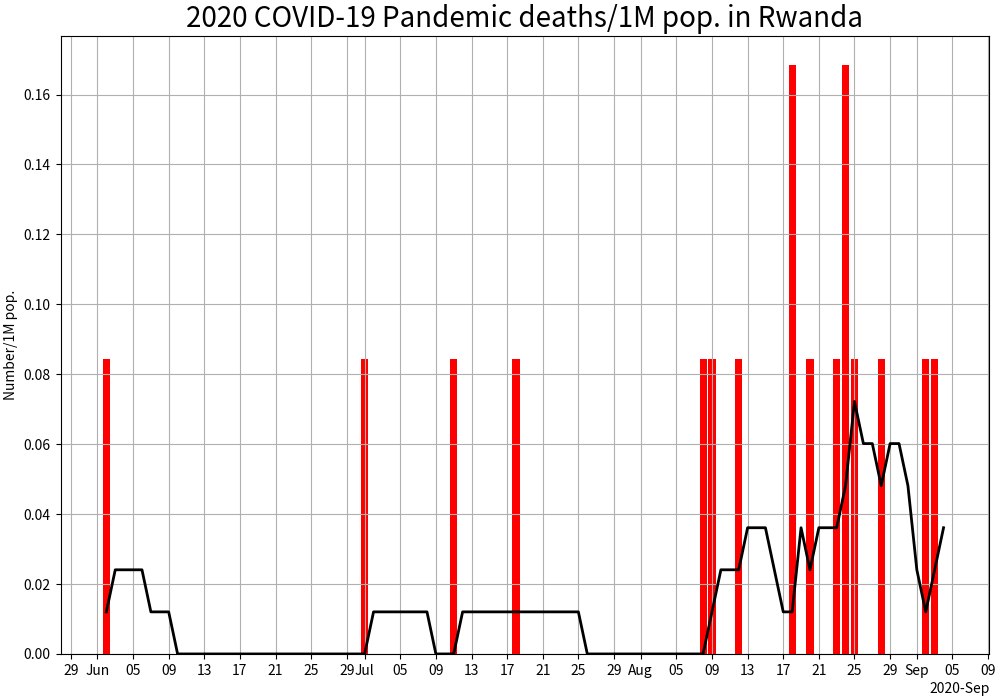 2020 COVID-19 Pandemic deaths/1M pop. in Rwanda
Number/1M pop.
0.16
0.14
0.12
0.10
0.08
0.06
0.04
0.02
0.00
29 Jun 05 09 13 17 21 25 29 Jul 05 09 13 17 21 25 29 Aug 05 09 13 17 21 25 29 Sep 05 09
2020-Sep